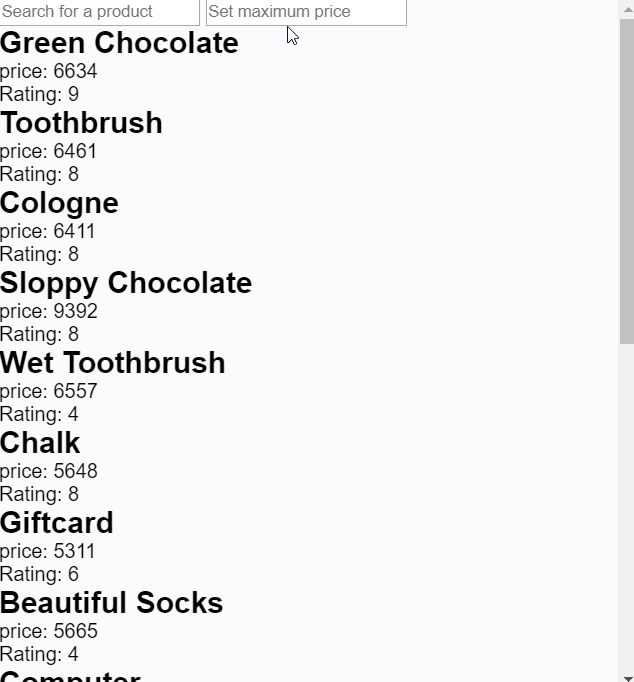 Search for a product Set maximum price
Green Chocolate
price: 6634
Rating: 9
Toothbrush
price: 6461
Rating: 8
Cologne
price: 6411
Rating: 8
Sloppy Chocolate
price: 9392
Rating: 8
Wet Toothbrush
price: 6557
Rating: 4
Chalk
price: 5648
Rating: 8
Giftcard
price: 5311
Rating: 6
Beautiful Socks
price: 5665
Rating: 4
Computer